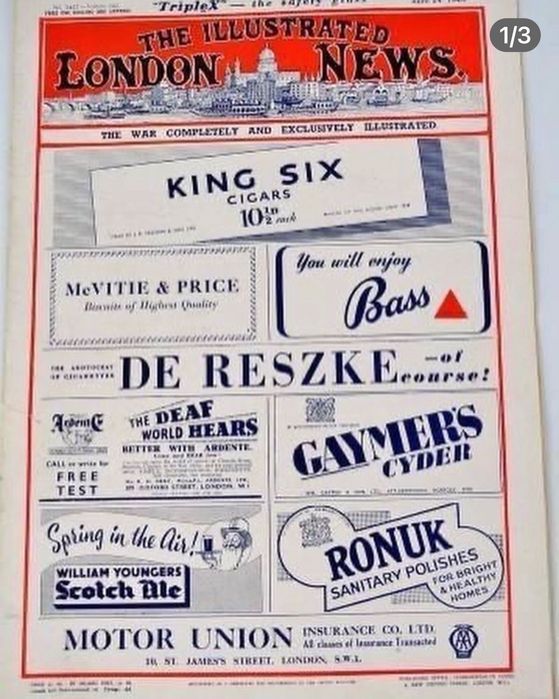 1/3
"Triplex" — the safety glass
THE ILLUSTRATED
LONDON NEWS.
THE WAR COMPLETELY AND EXCLUSIVELY ILLUSTRATED
KING SIX
CIGARS
10½D each
McVITIE & PRICE
Biscuits of Highest Quality
You will enjoy
Bass
THE ARISTOCRAT
OF CIGARETTES
DE RESZKE
—of
course!
ArdentE
CALL or write for
FREE
TEST
THE DEAF
WORLD HEARS
BETTER WITH ARDENTE.
STREET, LONDON, W.1
GAYMER'S
CYDER
Spring in the Air!
WILLIAM YOUNGERS
Scotch Ale
RONUK
SANITARY POLISHES
FOR BRIGHT
& HEALTHY
HOMES
MOTOR UNION
INSURANCE CO. LTD.
All classes of Insurance Transacted
AA
10, ST. JAMES'S STREET, LONDON, S.W.1.